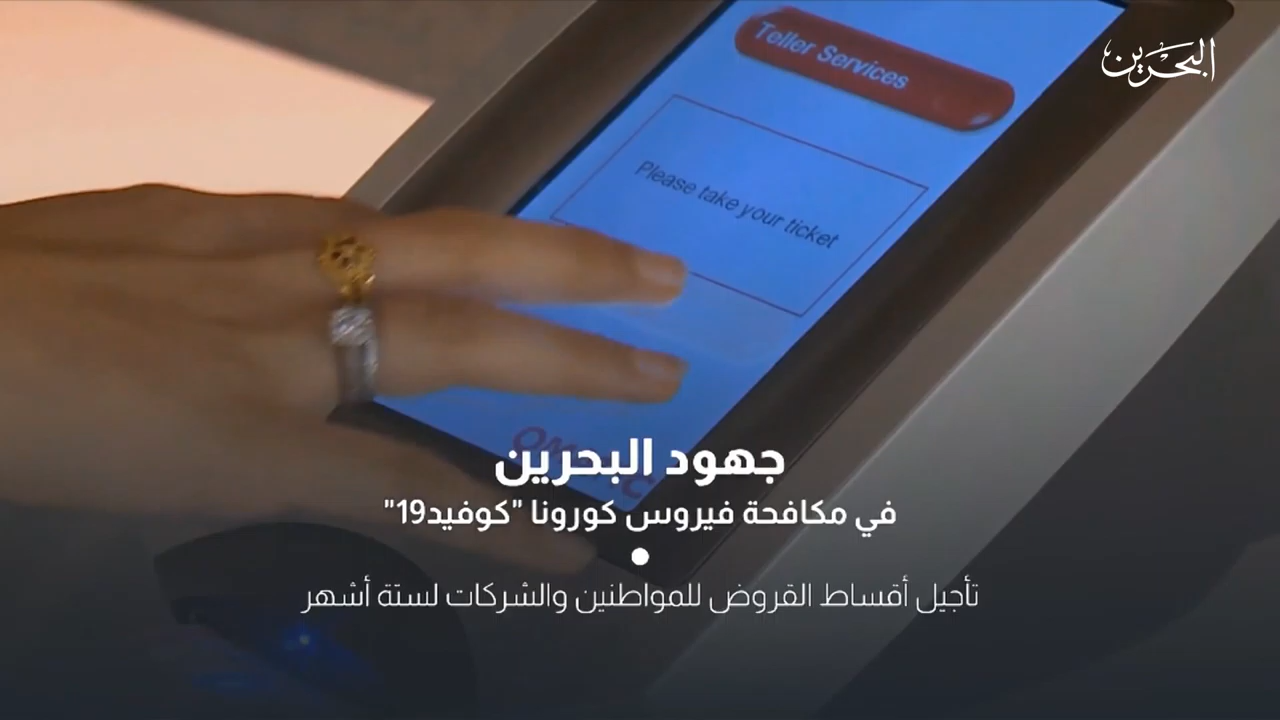 البحرين
Teller Services
Please take your ticket
جهود البحرين
في مكافحة فيروس كورونا "كوفيد19"
تأجيل أقساط القروض للمواطنين والشركات لستة أشهر